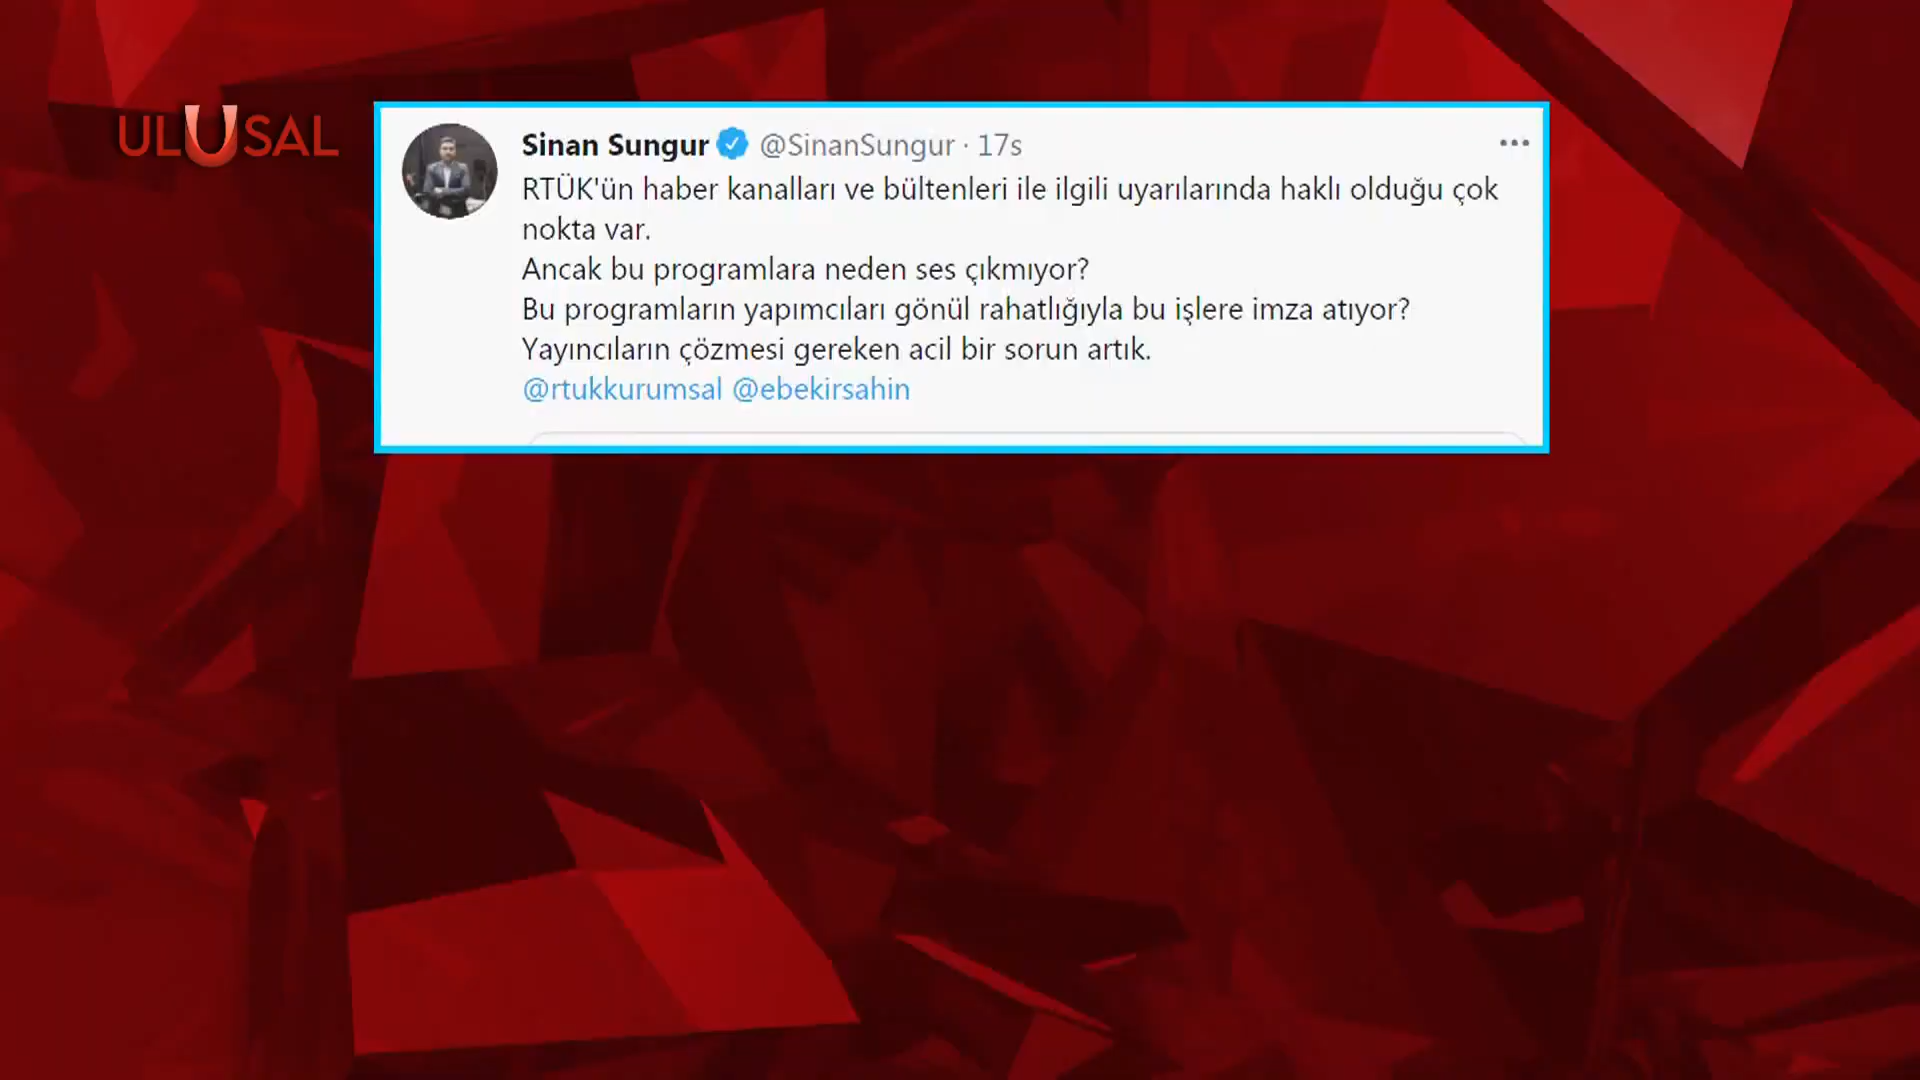 ULUSAL
Sinan Sungur @SinanSungur · 17s
RTÜK'ün haber kanalları ve bültenleri ile ilgili uyarılarında haklı olduğu çok
nokta var.
Ancak bu programlara neden ses çıkmıyor?
Bu programların yapımcıları gönül rahatlığıyla bu işlere imza atıyor?
Yayıncıların çözmesi gereken acil bir sorun artık.
@rtukkurumsal @ebekirsahin